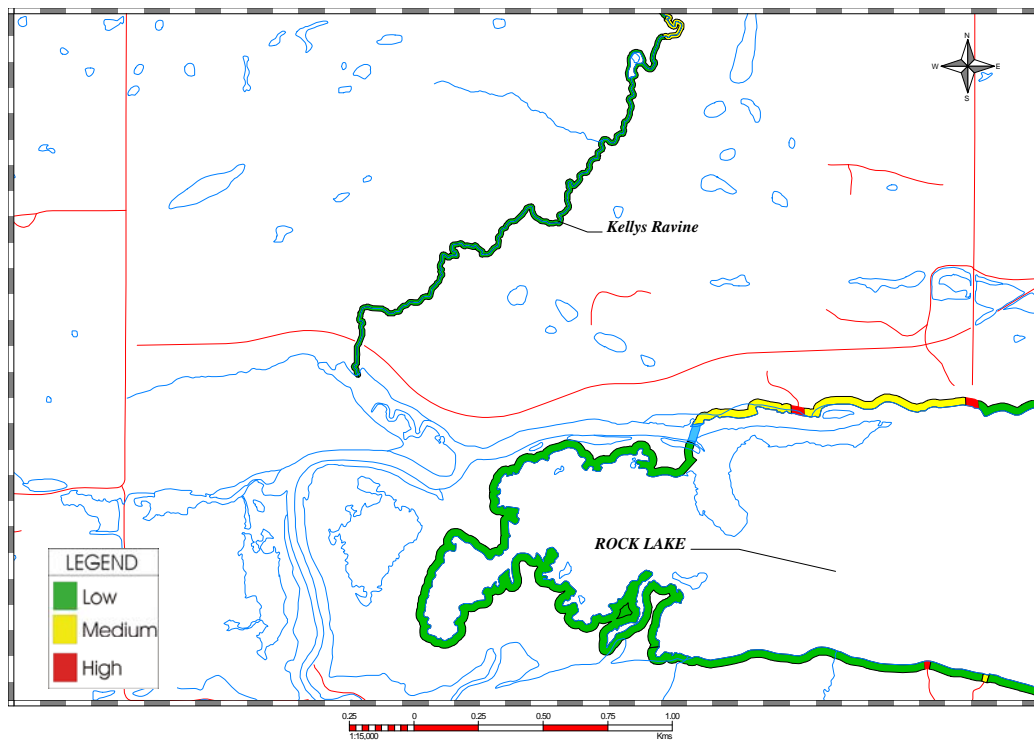 N
W E
S
Kellys Ravine
ROCK LAKE
LEGEND
Low
Medium
High
0.25 0 0.25 0.50 0.75 1.00
1:15,000 Kms